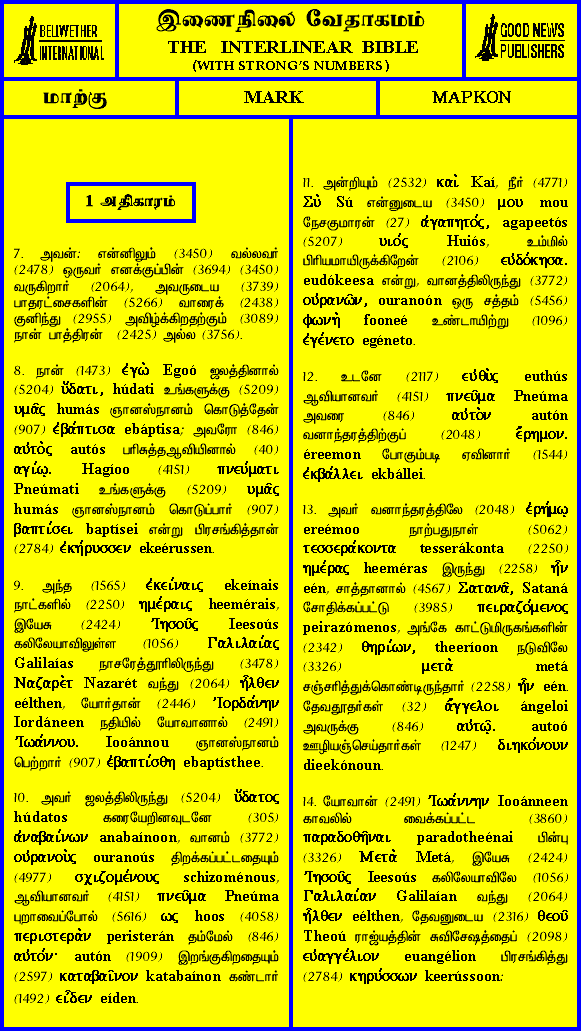 BELLWETHER
INTERNATIONAL
இணைநிலை வேதாகமம்
THE INTERLINEAR BIBLE
(WITH STRONG'S NUMBERS)
GOOD NEWS
PUBLISHERS
மாற்கு
MARK
ΜΑΡΚΟΝ
1 அதிகாரம்
7. அவன்: என்னிலும் (3450) வல்லவர்
(2478) ஒருவர் எனக்குப்பின் (3694) (3450)
வருகிறார் (2064), அவருடைய (3739)
பாதரட்சைகளின் (5266) வாரைக் (2438)
குனிந்து (2955) அவிழ்க்கிறதற்கும் (3089)
நான் பாத்திரன் (2425) அல்ல (3756).
8. நான் (1473) ἐγὼ Egoó ஜலத்தினால்
(5204) ὕδατι, húdati உங்களுக்கு (5209)
υμᾶς humás ஞானஸ்நானம் கொடுத்தேன்
(907) ἐβάπτισα ebáptisa; அவரோ (846)
αὐτὸς autós பரிசுத்தஆவியினால் (40)
αγίῳ. Hagíoo (4151) πνεύματι
Pneúmati உங்களுக்கு (5209) υμᾶς
humás ஞானஸ்நானம் கொடுப்பார் (907)
βαπτίσει baptísei என்று பிரசங்கித்தான்
(2784) ἐκήρυσσεν ekeérussen.
9. அந்த (1565) ἐκείναις ekeínais
நாட்களில் (2250) ημέραις heemérais,
இயேசு (2424) Ἰησοῦς Ieesoús
கலிலேயாவிலுள்ள (1056) Γαλιλαίας
Galilaías நாசரேத்தூரிலிருந்து (3478)
Ναζαρὲτ Nazarét வந்து (2064) ἦλθεν
eélthen, யோர்தான் (2446) Ἰορδάνην
Iordáneen நதியில் யோவானால் (2491)
Ἰωάννου. Iooánnou ஞானஸ்நானம்
பெற்றார் (907) ἐβαπτίσθη ebaptísthee.
10. அவர் ஜலத்திலிருந்து (5204) ὕδατος
húdatos கரையேறினவுடனே (305)
ἀναβαίνων anabaínoon, வானம் (3772)
οὐρανοὺς ouranoús திறக்கப்பட்டதையும்
(4977) σχιζομένους schizoménous,
ஆவியானவர் (4151) πνεῦμα Pneúma
புறாவைப்போல் (5616) ως hoos (4058)
περιστερὰν peristerán தம்மேல் (846)
αὐτόν· autón (1909) இறங்குகிறதையும்
(2597) καταβαῖνον katabaínon கண்டார்
(1492) εἶδεν eíden.
11. அன்றியும் (2532) καὶ Kaí, நீர் (4771)
Σὺ Sú என்னுடைய (3450) μου mou
நேசகுமாரன் (27) ἀγαπητός, agapeetós
(5207) υιός Huiós, உம்மில்
பிரியமாயிருக்கிறேன் (2106) εὐδόκησα.
eudókeesa என்று, வானத்திலிருந்து (3772)
οὐρανῶν, ouranoón ஒரு சத்தம் (5456)
φωνὴ fooneé உண்டாயிற்று (1096)
ἐγένετο egéneto.
12. உடனே (2117) εὐθὺς euthús
ஆவியானவர் (4151) πνεῦμα Pneúma
அவரை (846) αὐτὸν autón
வனாந்தரத்திற்குப் (2048) ἔρημον.
éreemon போகும்படி ஏவினார் (1544)
ἐκβάλλει ekbállei.
13. அவர் வனாந்தரத்திலே (2048) ἐρήμῳ
ereémoo நாற்பதுநாள் (5062)
τεσσεράκοντα tesserákonta (2250)
ημέρας heeméras இருந்து (2258) ἦν
eén, சாத்தானால் (4567) Σατανᾶ, Sataná
சோதிக்கப்பட்டு (3985) πειραζόμενος
peirazómenos, அங்கே காட்டுமிருகங்களின்
(2342) θηρίων, theeríoon நடுவிலே
(3326) μετὰ metá
சஞ்சரித்துக்கொண்டிருந்தார் (2258) ἦν eén.
தேவதூதர்கள் (32) ἄγγελοι ángeloi
அவருக்கு (846) αυτῷ. autoó
ஊழியஞ்செய்தார்கள் (1247) διηκόνουν
dieekónoun.
14. யோவான் (2491) Ἰωάννην Iooánneen
காவலில் வைக்கப்பட்ட (3860)
παραδοθῆναι paradotheénai பின்பு
(3326) Μετὰ Metá, இயேசு (2424)
Ἰησοῦς Ieesoús கலிலேயாவிலே (1056)
Γαλιλαίαν Galilaían வந்து (2064)
ἦλθεν eélthen, தேவனுடைய (2316) θεοῦ
Theoú ராஜ்யத்தின் சுவிசேஷத்தைப் (2098)
εὐαγγέλιον euangélion பிரசங்கித்து
(2784) κηρύσσων keerússoon: